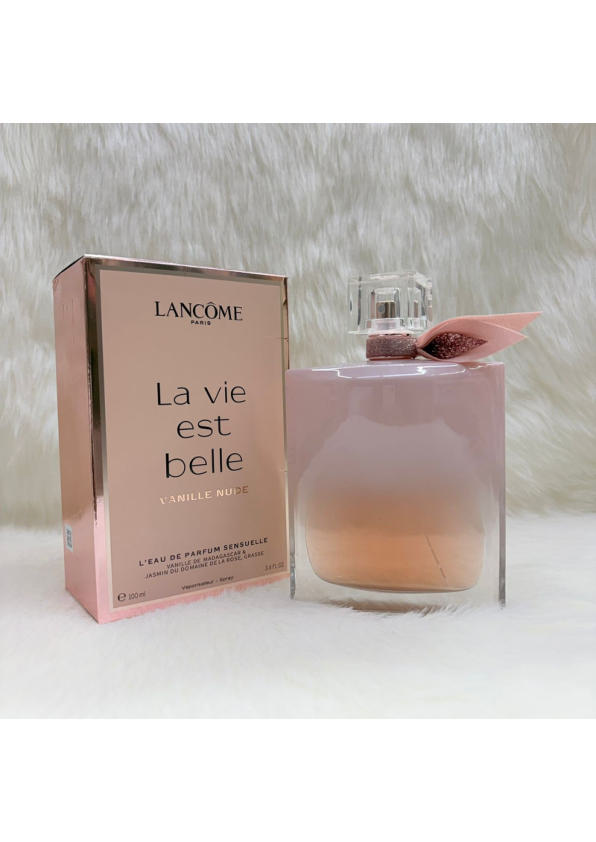 LANCÔME
PARIS
La vie
est
belle
VANILLE NUDE
L'EAU DE PARFUM SENSUELLE
VANILLE DE MADAGASCAR &
JASMIN DU DOMAINE DE LA ROSE, GRASSE
Vaporisateur - Spray
℮ 100 ml 3.4 FL.OZ